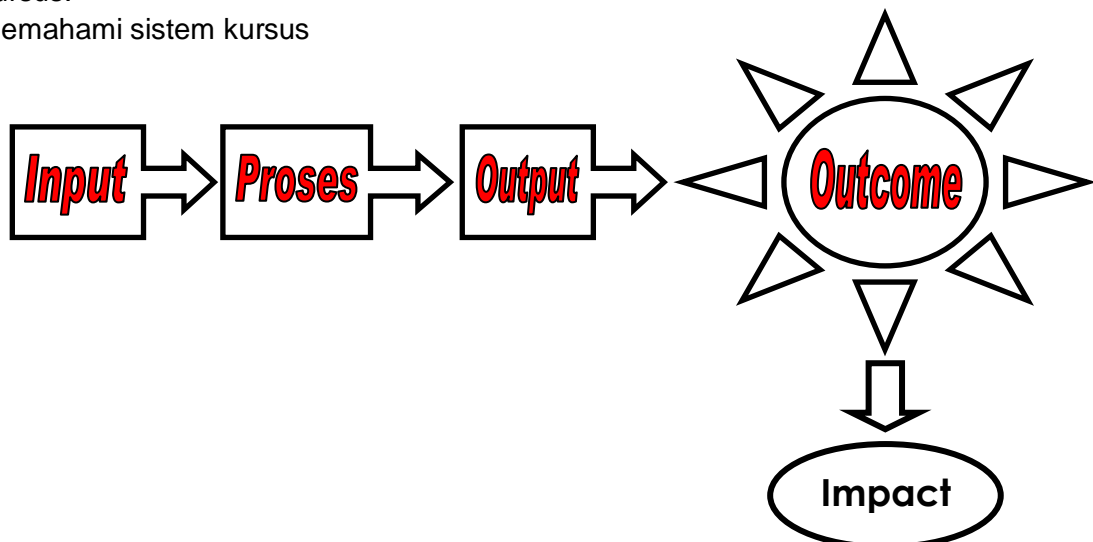 emahami sistem kursus
Input Proses Output Outcome
Impact